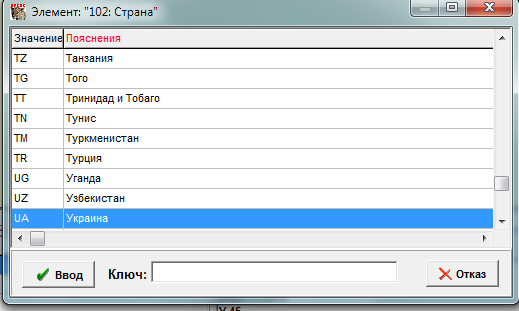 Элемент: "102: Страна"
Значение Пояснения
TZ Танзания
TG Того
TT Тринидад и Тобаго
TN Тунис
TM Туркменистан
TR Турция
UG Уганда
UZ Узбекистан
UA Украина
Ввод Ключ: Отказ